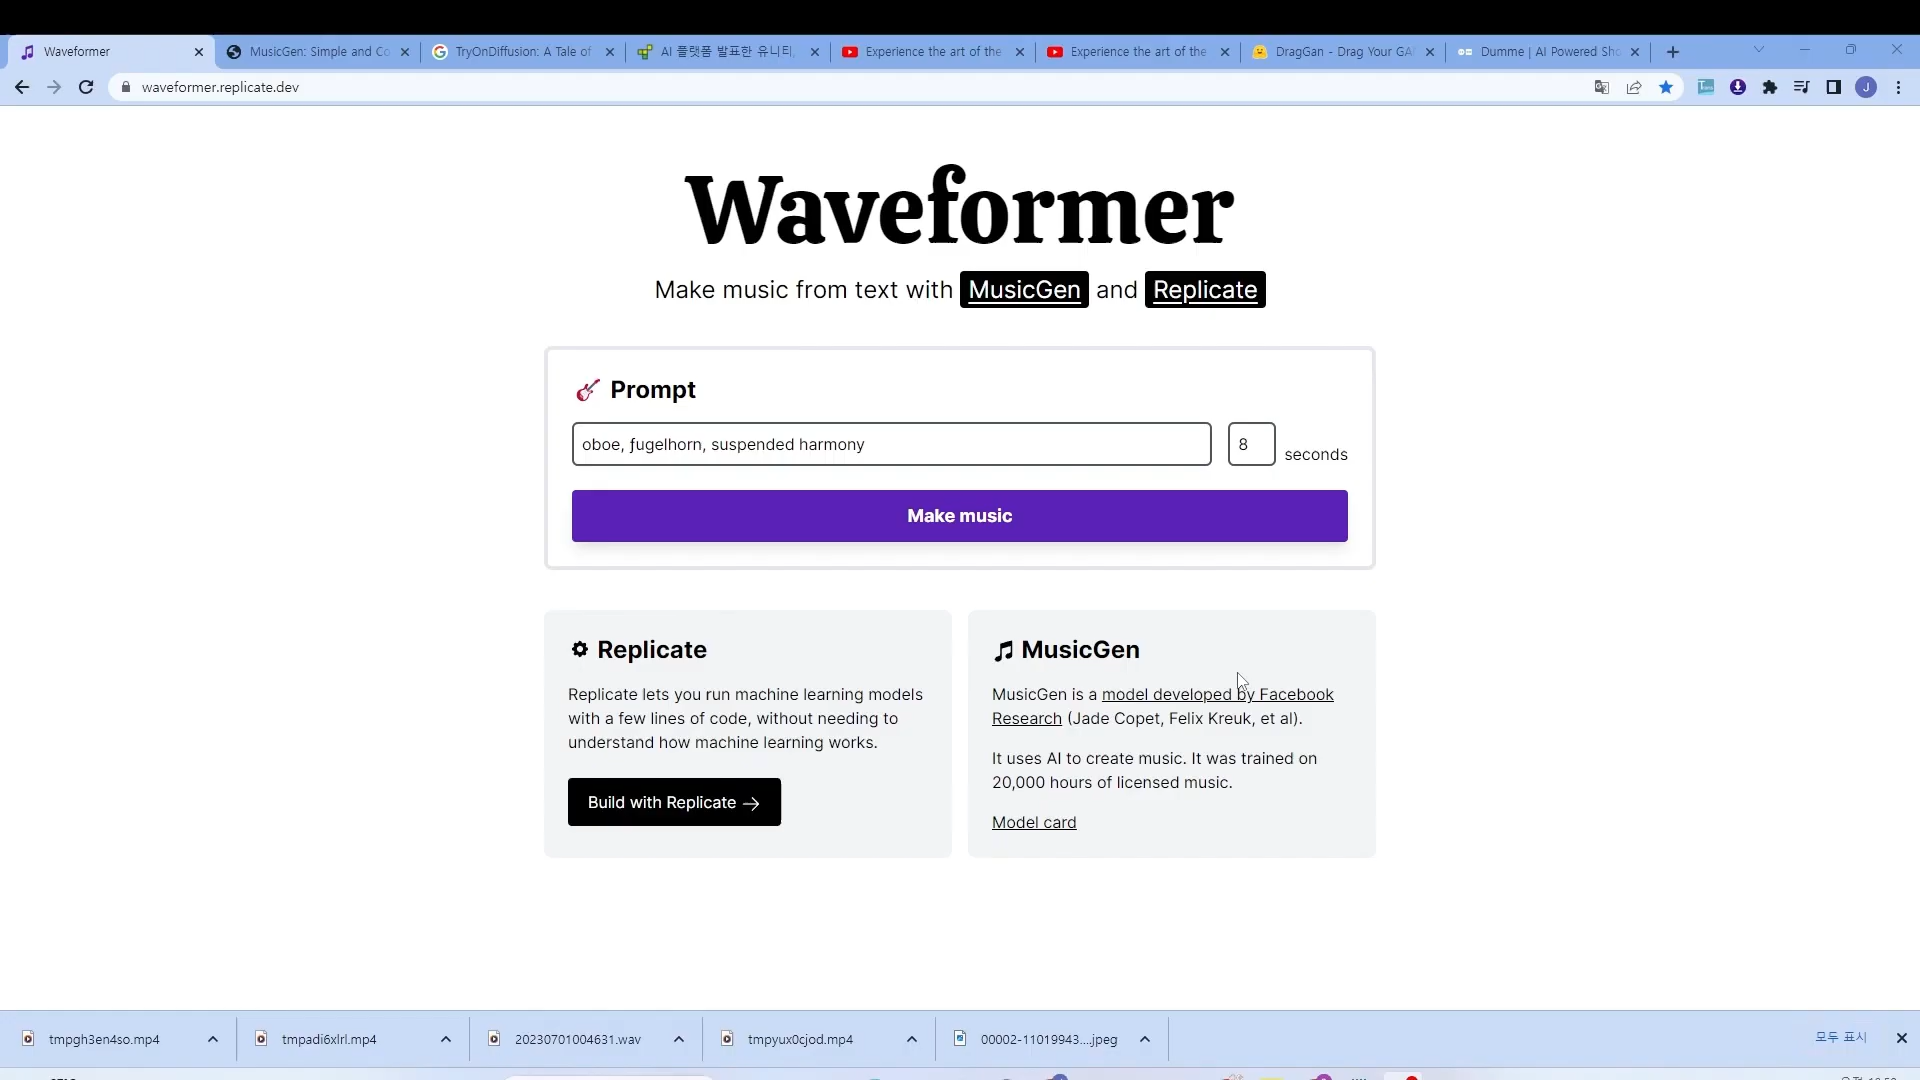 Waveformer
MusicGen: Simple and Co
TryOnDiffusion: A Tale of
AI 플랫폼 발표한 유니티,
Experience the art of the
Experience the art of the
DragGan - Drag Your GA
Dumme | AI Powered Sho
waveformer.replicate.dev
J
Waveformer
Make music from text with MusicGen and Replicate
Prompt
oboe, fugelhorn, suspended harmony
8
seconds
Make music
Replicate
Replicate lets you run machine learning models
with a few lines of code, without needing to
understand how machine learning works.
Build with Replicate →
MusicGen
MusicGen is a model developed by Facebook
Research (Jade Copet, Felix Kreuk, et al).
It uses AI to create music. It was trained on
20,000 hours of licensed music.
Model card
tmpgh3en4so.mp4
tmpadi6xlrl.mp4
20230701004631.wav
tmpyux0cjod.mp4
00002-11019943....jpeg
모두 표시